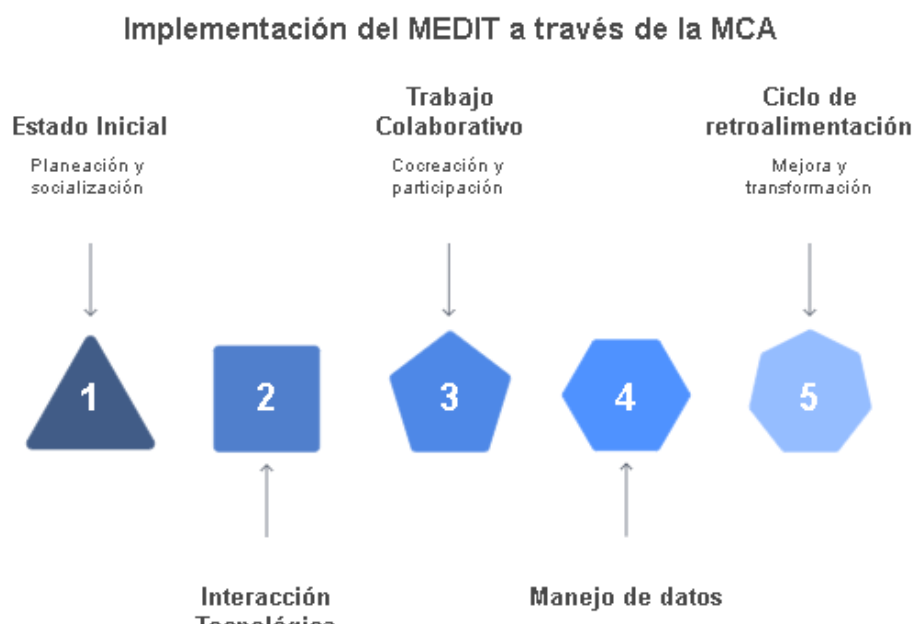 Implementación del MEDIT a través de la MCA
Estado Inicial
Planeación y
socialización
Trabajo
Colaborativo
Cocreación y
participación
Ciclo de
retroalimentación
Mejora y
transformación
1
2
3
4
5
Interacción
Tecnológica
Manejo de datos